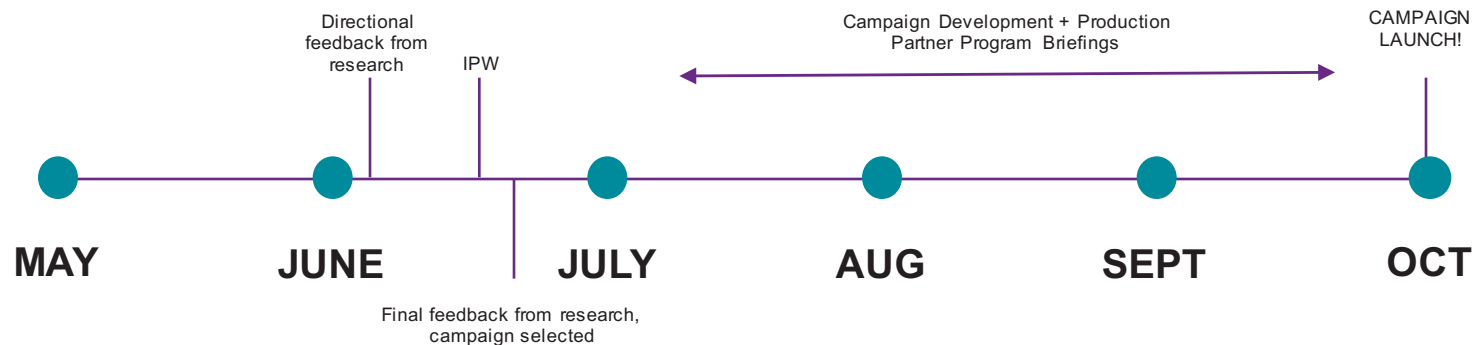 Directional
feedback from
research
IPW
Campaign Development + Production
Partner Program Briefings
CAMPAIGN
LAUNCH!
MAY
JUNE
JULY
AUG
SEPT
OCT
Final feedback from research,
campaign selected